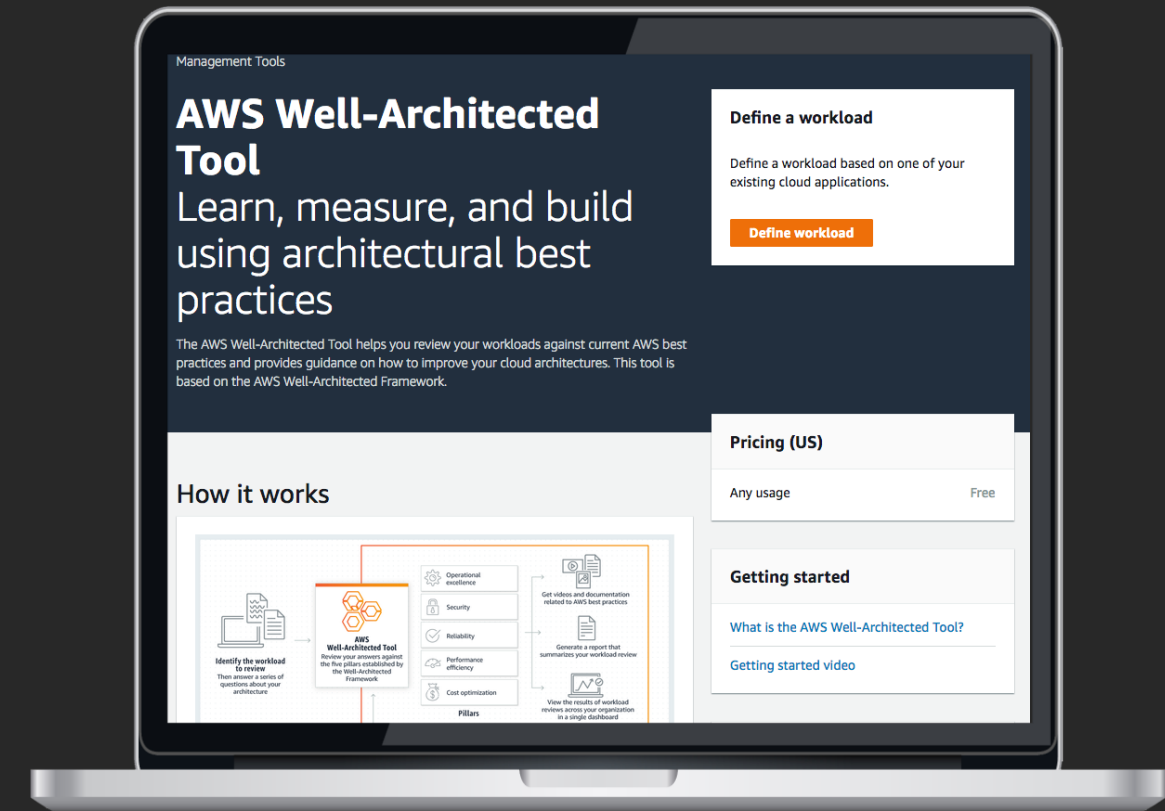 Management Tools
AWS Well-Architected
Tool
Learn, measure, and build
using architectural best
practices
The AWS Well-Architected Tool helps you review your workloads against current AWS best
practices and provides guidance on how to improve your cloud architectures. This tool is
based on the AWS Well-Architected Framework.
Define a workload
Define a workload based on one of your
existing cloud applications.
Define workload
Pricing (US)
Any usage
Free
Getting started
What is the AWS Well-Architected Tool?
Getting started video
How it works
Identify the workload
to review
Then answer a series of
questions about your
architecture
AWS
Well-Architected Tool
Review your answers against
the five pillars established by
the Well-Architected
Framework
Operational
excellence
Security
Reliability
Performance
efficiency
Cost optimization
Pillars
Get videos and documentation
related to AWS best practices
Generate a report that
summarizes your workload review
View the results of workload
reviews across your organization
in a single dashboard